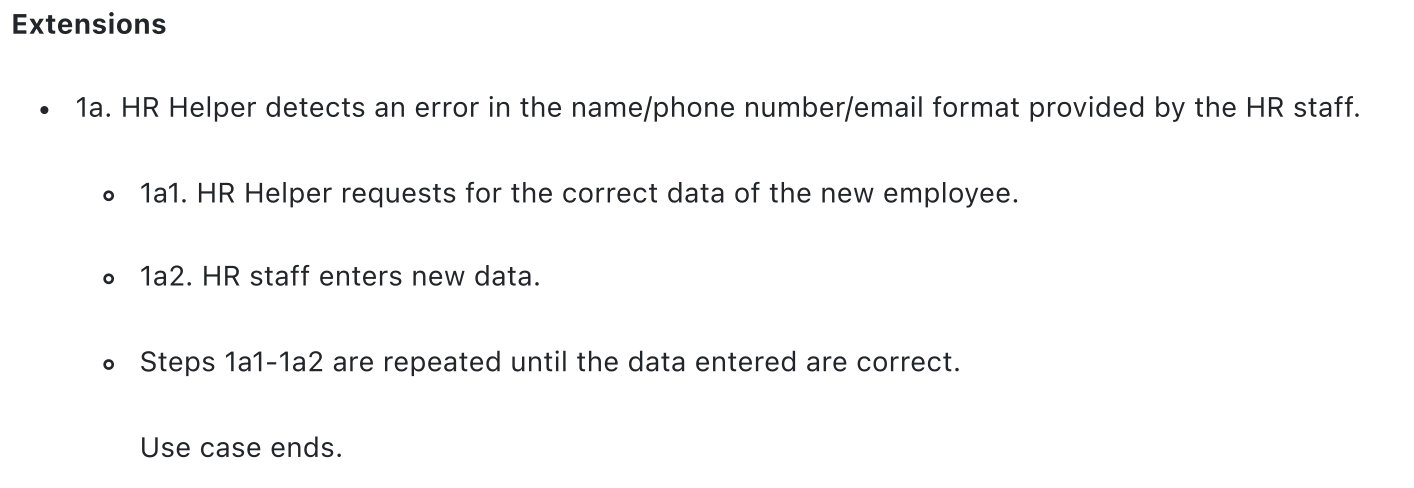 Extensions
• 1a. HR Helper detects an error in the name/phone number/email format provided by the HR staff.
◦ 1a1. HR Helper requests for the correct data of the new employee.
◦ 1a2. HR staff enters new data.
◦ Steps 1a1-1a2 are repeated until the data entered are correct.
Use case ends.